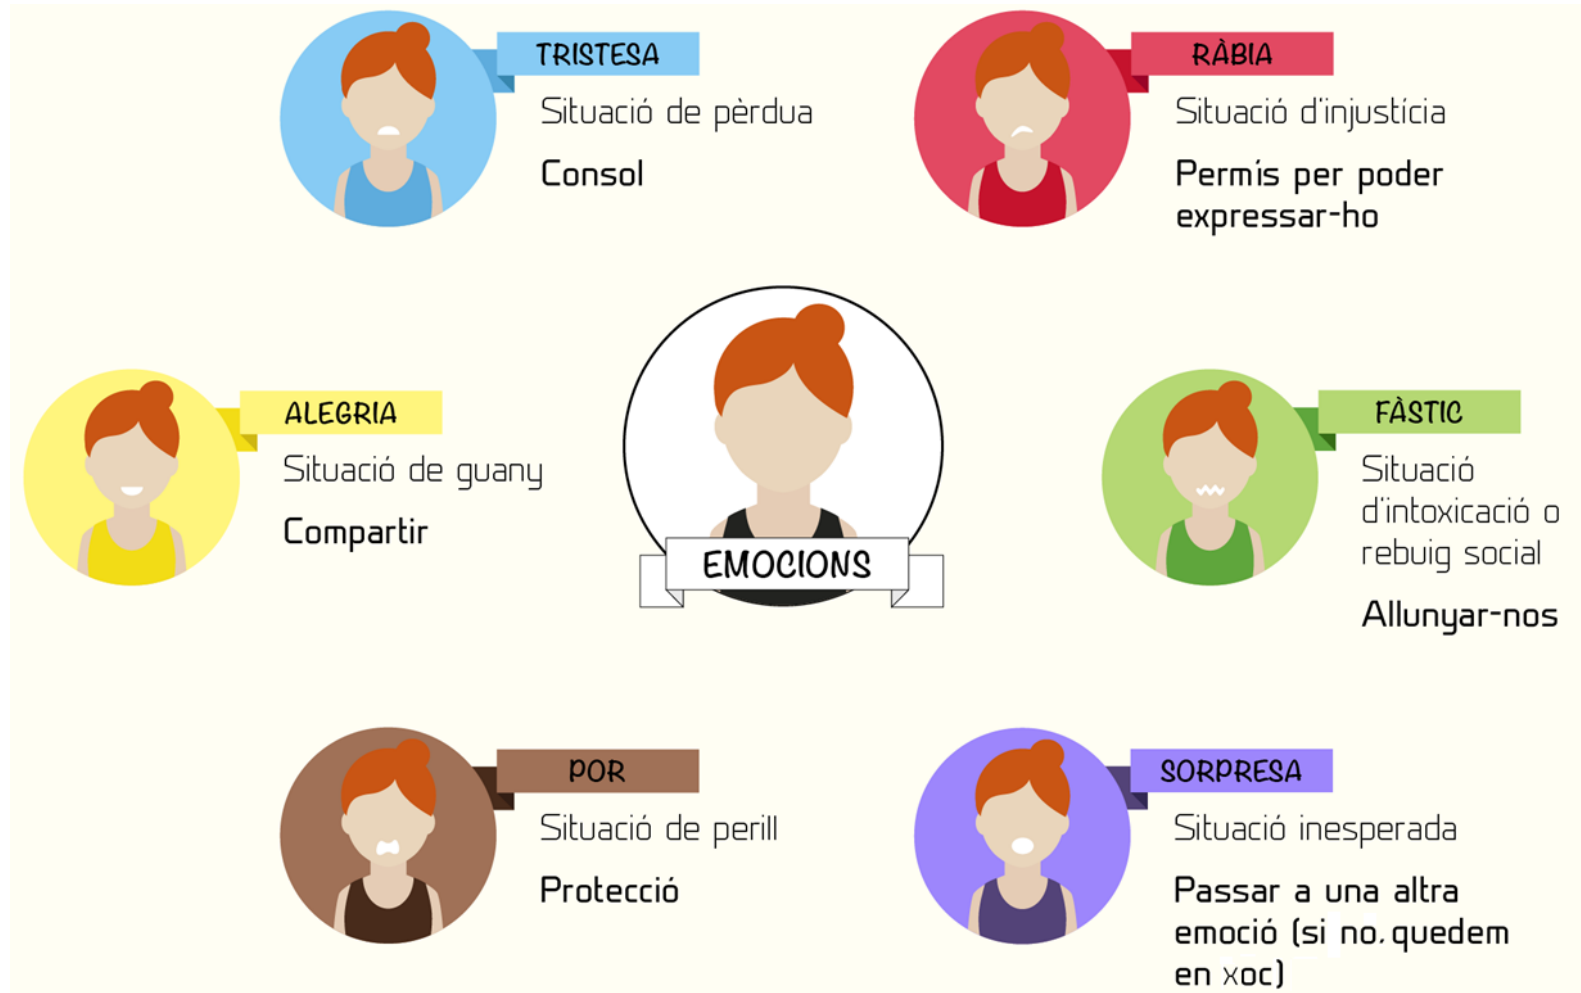 TRISTESA
Situació de pèrdua
Consol
RÀBIA
Situació d'injustícia
Permís per poder
expressar-ho
ALEGRIA
Situació de guany
Compartir
EMOCIONS
FÀSTIC
Situació
d'intoxicació o
rebuig social
Allunyar-nos
POR
Situació de perill
Protecció
SORPRESA
Situació inesperada
Passar a una altra
emoció (si no, quedem
en xoc)